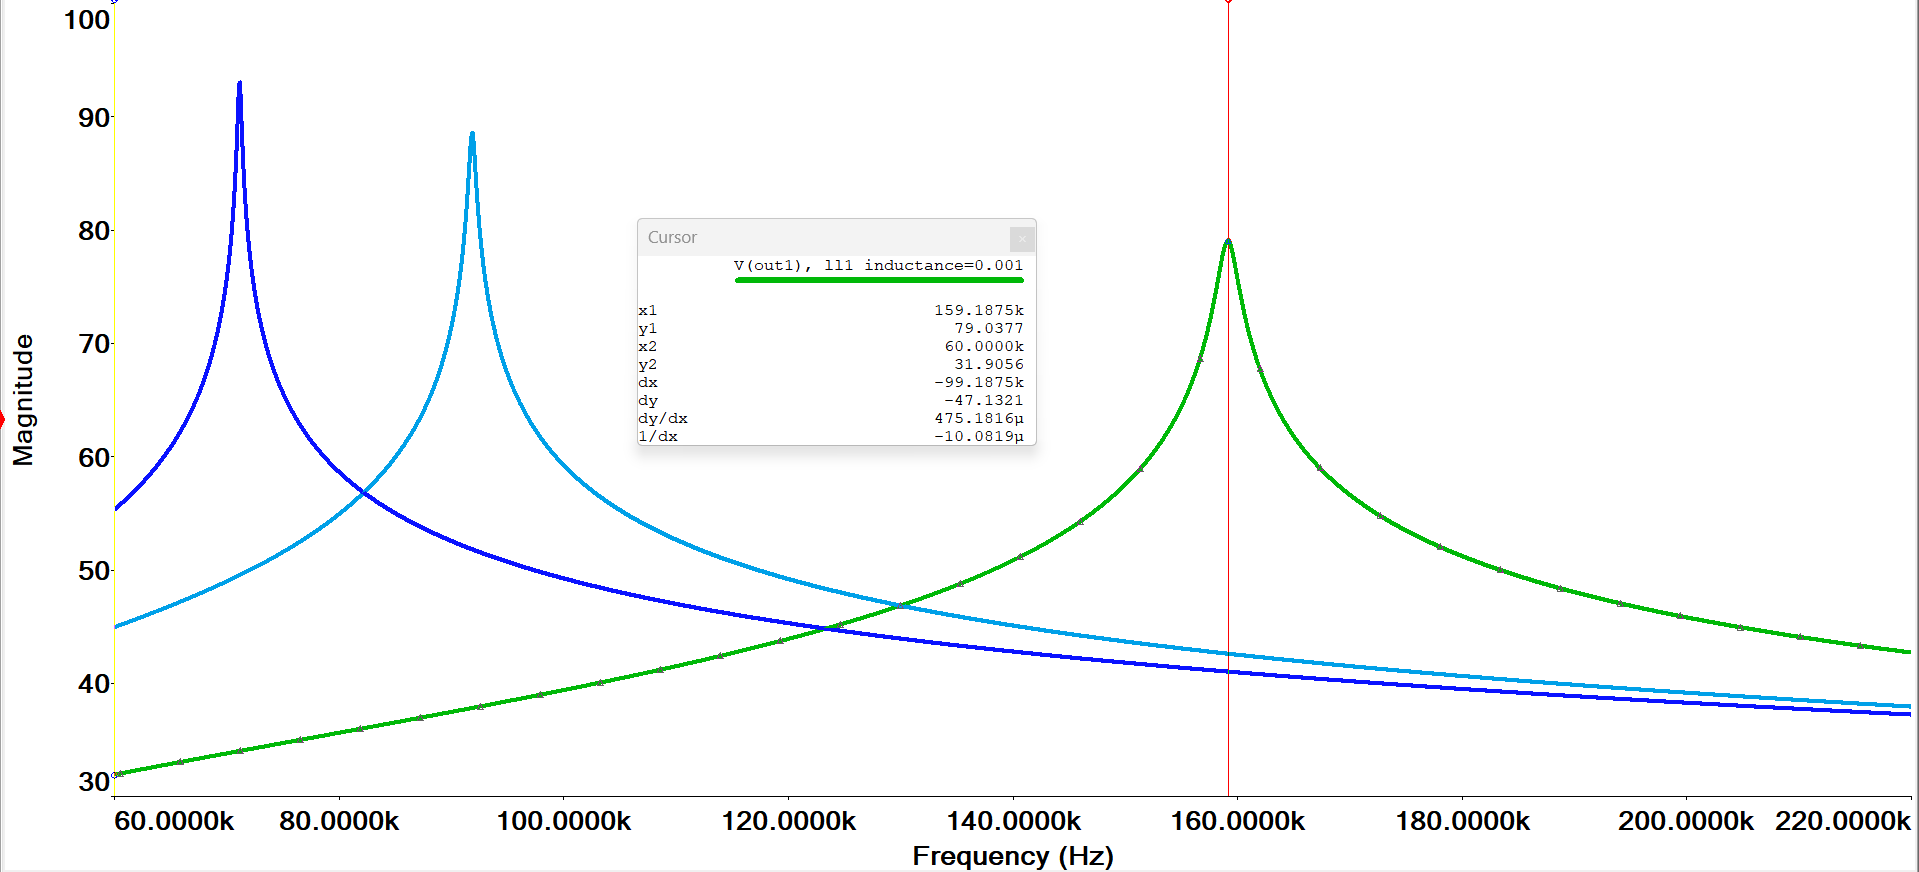 100
90
80
70
60
50
40
30
Magnitude
Cursor
V(out1), ll1 inductance=0.001
x1 159.1875k
y1 79.0377
x2 60.0000k
y2 31.9056
dx -99.1875k
dy -47.1321
dy/dx 475.1816µ
1/dx -10.0819µ
60.0000k 80.0000k 100.0000k 120.0000k 140.0000k 160.0000k 180.0000k 200.0000k 220.0000k
Frequency (Hz)